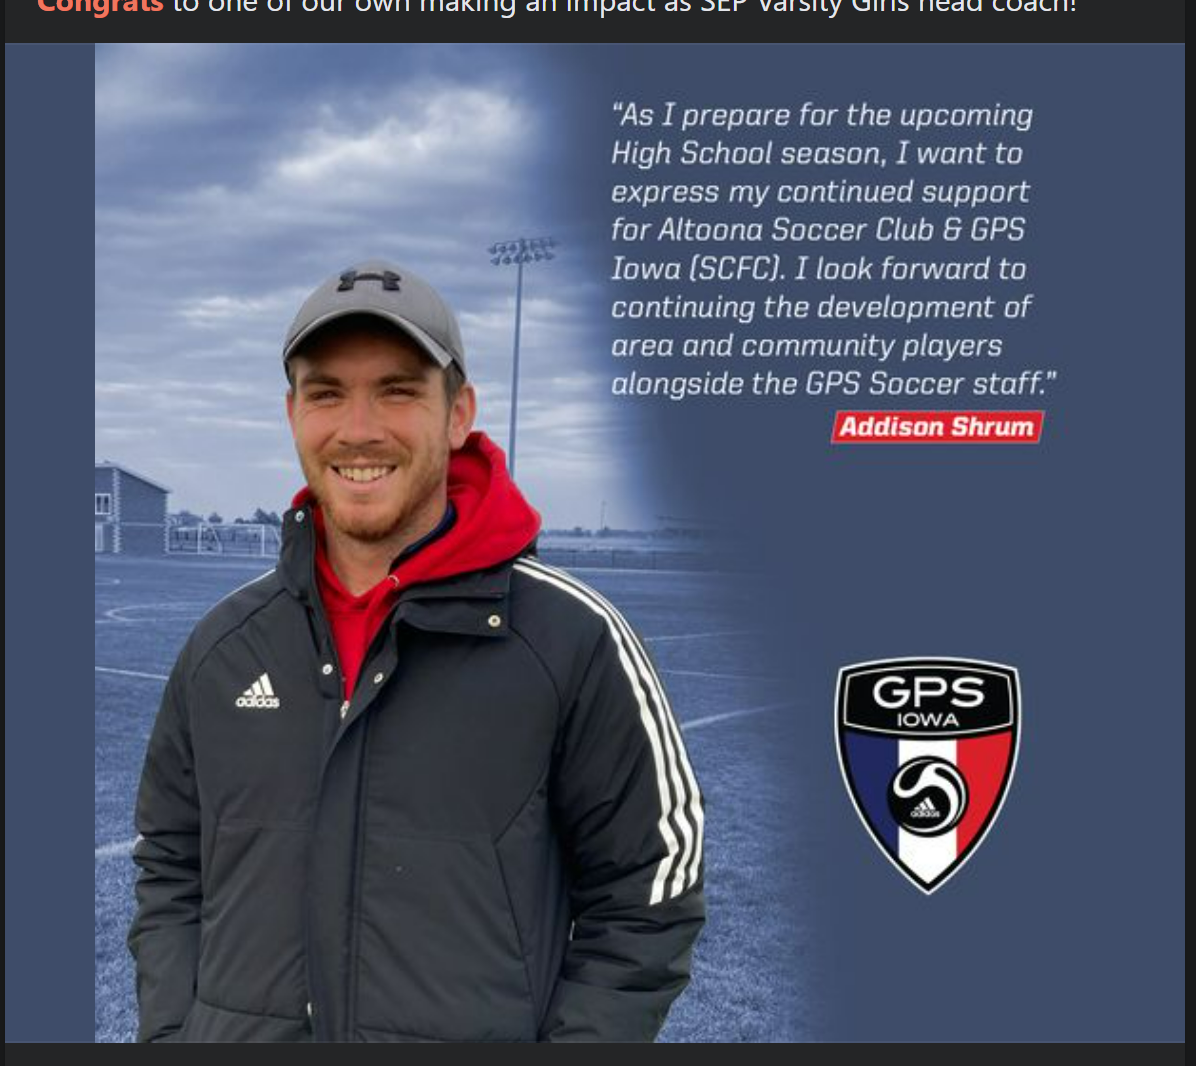 Congrats to one of our own making an impact as SEP Varsity Girls head coach!
“As I prepare for the upcoming
High School season, I want to
express my continued support
for Altoona Soccer Club & GPS
Iowa (SCFC). I look forward to
continuing the development of
area and community players
alongside the GPS Soccer staff.”
Addison Shrum
adidas
GPS
IOWA
adidas